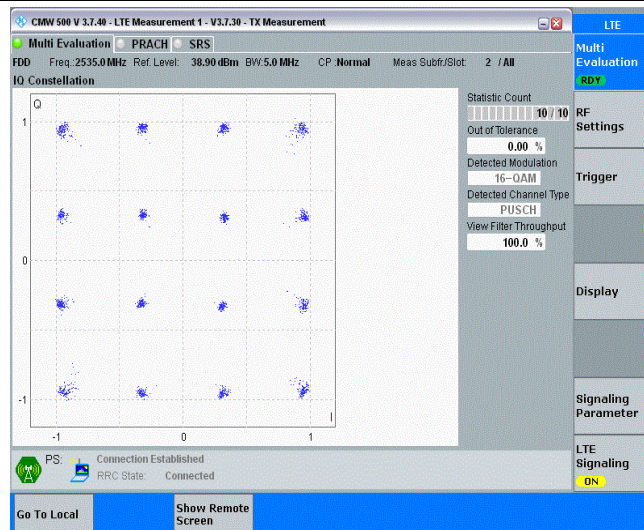 CMW 500 V 3.7.40 - LTE Measurement 1 - V3.7.30 - TX Measurement
LTE
Multi Evaluation PRACH SRS
Multi
Evaluation
RDY
FDD Freq.:2535.0 MHz Ref. Level: 38.90 dBm BW:5.0 MHz CP :Normal Meas Subfr/Slot: 2 / All
IQ Constellation
Q
1
0
-1
-1 0 1
I
Statistic Count
10 / 10
Out of Tolerance
0.00 %
Detected Modulation
16-QAM
Detected Channel Type
PUSCH
View Filter Throughput
100.0 %
RF
Settings
Trigger
Display
Signaling
Parameter
LTE
Signaling
ON
PS: Connection Established
RRC State: Connected
Go To Local
Show Remote
Screen